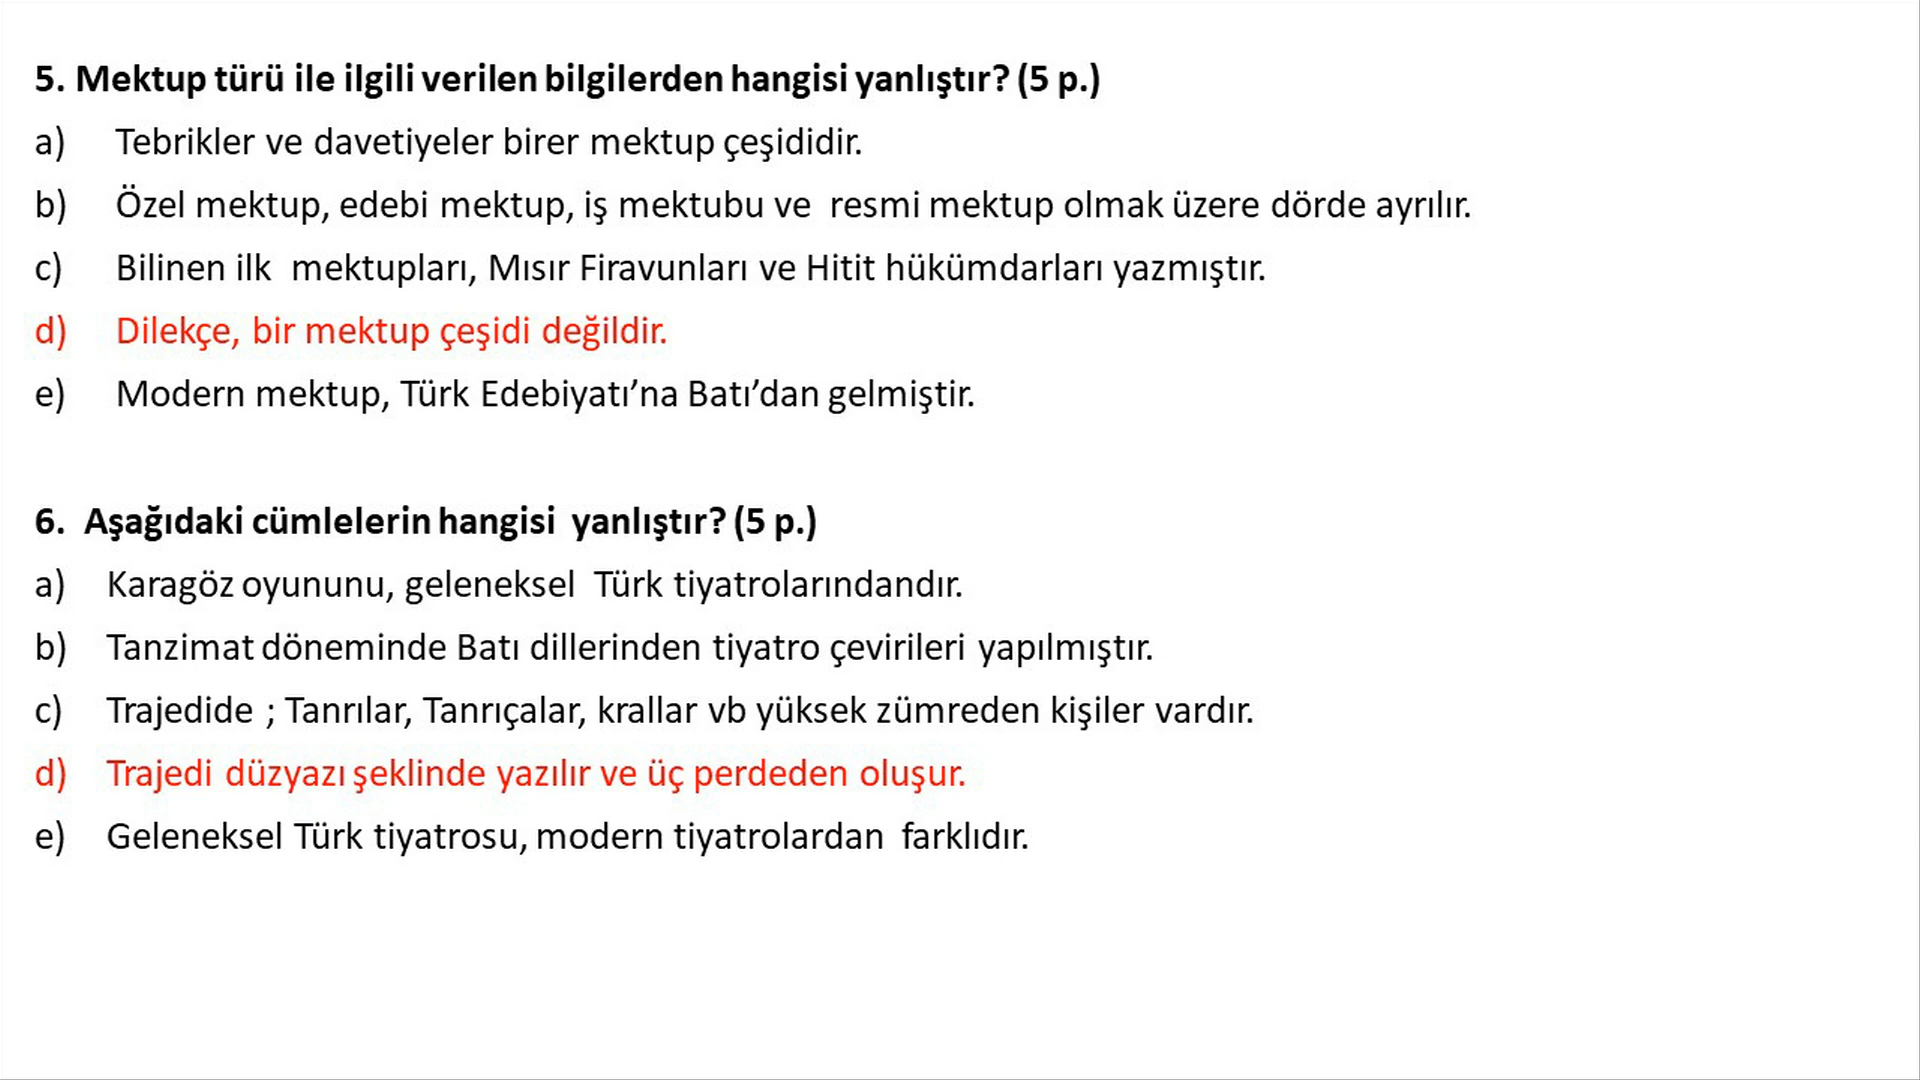 5. Mektup türü ile ilgili verilen bilgilerden hangisi yanlıştır? (5 p.)
a) Tebrikler ve davetiyeler birer mektup çeşididir.
b) Özel mektup, edebi mektup, iş mektubu ve resmi mektup olmak üzere dörde ayrılır.
c) Bilinen ilk mektupları, Mısır Firavunları ve Hitit hükümdarları yazmıştır.
d) Dilekçe, bir mektup çeşidi değildir.
e) Modern mektup, Türk Edebiyatı’na Batı’dan gelmiştir.
6. Aşağıdaki cümlelerin hangisi yanlıştır? (5 p.)
a) Karagöz oyununu, geleneksel Türk tiyatrolarındandır.
b) Tanzimat döneminde Batı dillerinden tiyatro çevirileri yapılmıştır.
c) Trajedide ; Tanrılar, Tanrıçalar, krallar vb yüksek zümreden kişiler vardır.
d) Trajedi düzyazı şeklinde yazılır ve üç perdeden oluşur.
e) Geleneksel Türk tiyatrosu, modern tiyatrolardan farklıdır.